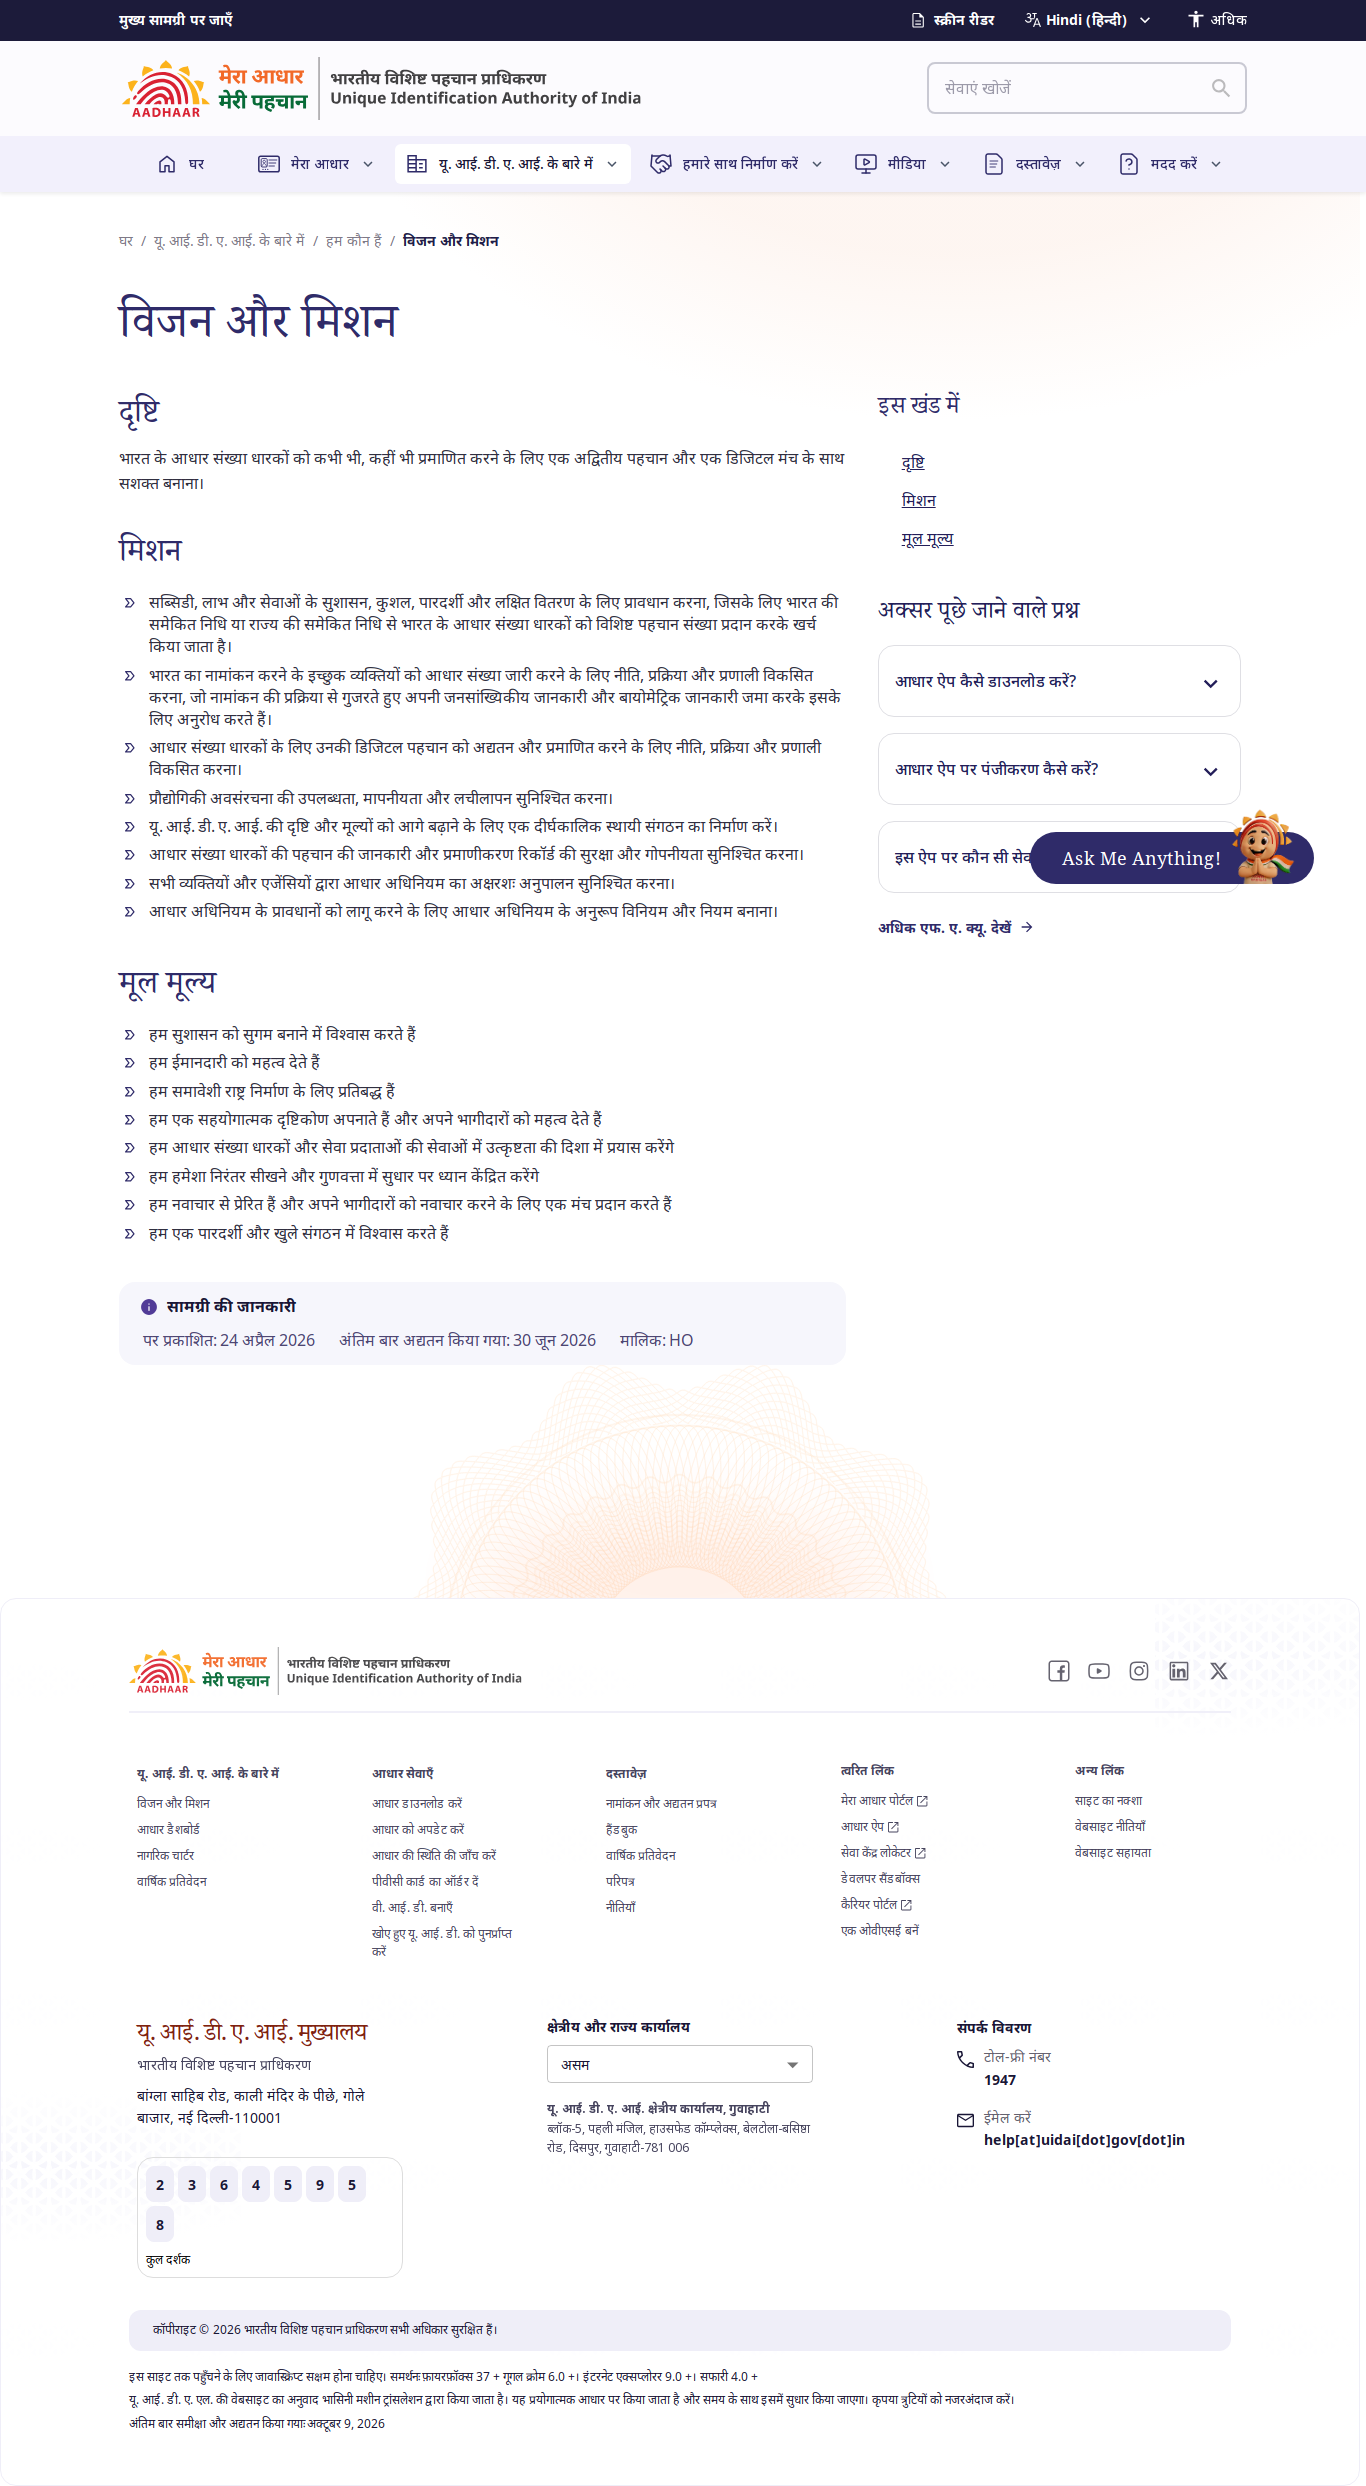 मुख्य सामग्री पर जाएँ
स्क्रीन रीडर
Hindi (हिन्दी)
अधिक
AADHAAR
मेरा आधार
मेरी पहचान
भारतीय विशिष्ट पहचान प्राधिकरण
Unique Identification Authority of India
सेवाएं खोजें
घर
मेरा आधार
यू. आई. डी. ए. आई. के बारे में
हमारे साथ निर्माण करें
मीडिया
दस्तावेज़
मदद करें
घर / यू. आई. डी. ए. आई. के बारे में / हम कौन हैं / विजन और मिशन
विजन और मिशन
दृष्टि
भारत के आधार संख्या धारकों को कभी भी, कहीं भी प्रमाणित करने के लिए एक अद्वितीय पहचान और एक डिजिटल मंच के साथ
सशक्त बनाना।
मिशन
सब्सिडी, लाभ और सेवाओं के सुशासन, कुशल, पारदर्शी और लक्षित वितरण के लिए प्रावधान करना, जिसके लिए भारत की
समेकित निधि या राज्य की समेकित निधि से भारत के आधार संख्या धारकों को विशिष्ट पहचान संख्या प्रदान करके खर्च
किया जाता है।
भारत का नामांकन करने के इच्छुक व्यक्तियों को आधार संख्या जारी करने के लिए नीति, प्रक्रिया और प्रणाली विकसित
करना, जो नामांकन की प्रक्रिया से गुजरते हुए अपनी जनसांख्यिकीय जानकारी और बायोमेट्रिक जानकारी जमा करके इसके
लिए अनुरोध करते हैं।
आधार संख्या धारकों के लिए उनकी डिजिटल पहचान को अद्यतन और प्रमाणित करने के लिए नीति, प्रक्रिया और प्रणाली
विकसित करना।
प्रौद्योगिकी अवसंरचना की उपलब्धता, मापनीयता और लचीलापन सुनिश्चित करना।
यू. आई. डी. ए. आई. की दृष्टि और मूल्यों को आगे बढ़ाने के लिए एक दीर्घकालिक स्थायी संगठन का निर्माण करें।
आधार संख्या धारकों की पहचान की जानकारी और प्रमाणीकरण रिकॉर्ड की सुरक्षा और गोपनीयता सुनिश्चित करना।
सभी व्यक्तियों और एजेंसियों द्वारा आधार अधिनियम का अक्षरशः अनुपालन सुनिश्चित करना।
आधार अधिनियम के प्रावधानों को लागू करने के लिए आधार अधिनियम के अनुरूप विनियम और नियम बनाना।
मूल मूल्य
हम सुशासन को सुगम बनाने में विश्वास करते हैं
हम ईमानदारी को महत्व देते हैं
हम समावेशी राष्ट्र निर्माण के लिए प्रतिबद्ध हैं
हम एक सहयोगात्मक दृष्टिकोण अपनाते हैं और अपने भागीदारों को महत्व देते हैं
हम आधार संख्या धारकों और सेवा प्रदाताओं की सेवाओं में उत्कृष्टता की दिशा में प्रयास करेंगे
हम हमेशा निरंतर सीखने और गुणवत्ता में सुधार पर ध्यान केंद्रित करेंगे
हम नवाचार से प्रेरित हैं और अपने भागीदारों को नवाचार करने के लिए एक मंच प्रदान करते हैं
हम एक पारदर्शी और खुले संगठन में विश्वास करते हैं
सामग्री की जानकारी
पर प्रकाशित: 24 अप्रैल 2026 अंतिम बार अद्यतन किया गया: 30 जून 2026 मालिक: HO
इस खंड में
दृष्टि
मिशन
मूल मूल्य
अक्सर पूछे जाने वाले प्रश्न
आधार ऐप कैसे डाउनलोड करें?
आधार ऐप पर पंजीकरण कैसे करें?
इस ऐप पर कौन सी
Ask Me Anything!
अधिक एफ. ए. क्यू. देखें
AADHAAR
मेरा आधार
मेरी पहचान
भारतीय विशिष्ट पहचान प्राधिकरण
Unique Identification Authority of India
यू. आई. डी. ए. आई. के बारे में
विजन और मिशन
आधार डैशबोर्ड
नागरिक चार्टर
वार्षिक प्रतिवेदन
आधार सेवाएँ
आधार डाउनलोड करें
आधार को अपडेट करें
आधार की स्थिति की जाँच करें
पीवीसी कार्ड का ऑर्डर दें
वी. आई. डी. बनाएँ
खोए हुए यू. आई. डी. को पुनर्प्राप्त
करें
दस्तावेज़
नामांकन और अद्यतन प्रपत्र
हैंडबुक
वार्षिक प्रतिवेदन
परिपत्र
नीतियाँ
त्वरित लिंक
मेरा आधार पोर्टल
आधार ऐप
सेवा केंद्र लोकेटर
डेवलपर सैंडबॉक्स
कैरियर पोर्टल
एक ओवीएसई बनें
अन्य लिंक
साइट का नक्शा
वेबसाइट नीतियाँ
वेबसाइट सहायता
यू. आई. डी. ए. आई. मुख्यालय
भारतीय विशिष्ट पहचान प्राधिकरण
बांग्ला साहिब रोड, काली मंदिर के पीछे, गोले
बाजार, नई दिल्ली-110001
2 3 6 4 5 9 5
8
कुल दर्शक
क्षेत्रीय और राज्य कार्यालय
असम
यू. आई. डी. ए. आई. क्षेत्रीय कार्यालय, गुवाहाटी
ब्लॉक-5, पहली मंजिल, हाउसफेड कॉम्प्लेक्स, बेलटोला-बसिष्ठा
रोड, दिसपुर, गुवाहाटी-781 006
संपर्क विवरण
टोल-फ्री नंबर
1947
ईमेल करें
help[at]uidai[dot]gov[dot]in
कॉपीराइट © 2026 भारतीय विशिष्ट पहचान प्राधिकरण सभी अधिकार सुरक्षित हैं।
इस साइट तक पहुँचने के लिए जावास्क्रिप्ट सक्षम होना चाहिए। समर्थनः फ़ायरफ़ॉक्स 37 + गूगल क्रोम 6.0 +। इंटरनेट एक्सप्लोरर 9.0 +। सफारी 4.0 +
यू. आई. डी. ए. एल. की वेबसाइट का अनुवाद भासिनी मशीन ट्रांसलेशन द्वारा किया जाता है। यह प्रयोगात्मक आधार पर किया जाता है और समय के साथ इसमें सुधार किया जाएगा। कृपया त्रुटियों को नजरअंदाज करें।
अंतिम बार समीक्षा और अद्यतन किया गयाः अक्टूबर 9, 2026